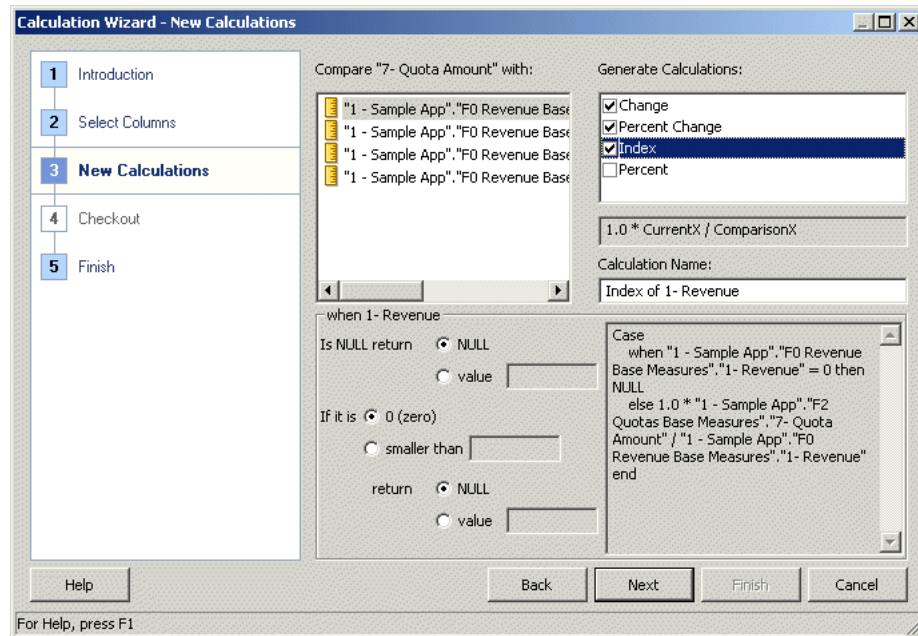 Calculation Wizard - New Calculations
1 Introduction
2 Select Columns
3 New Calculations
4 Checkout
5 Finish
Compare "7- Quota Amount" with:
"1 - Sample App"."F0 Revenue Base
"1 - Sample App"."F0 Revenue Base
"1 - Sample App"."F0 Revenue Base
"1 - Sample App"."F0 Revenue Base
Generate Calculations:
Change
Percent Change
Index
Percent
1.0 * CurrentX / ComparisonX
Calculation Name:
Index of 1- Revenue
when 1- Revenue
Is NULL return NULL
value
If it is 0 (zero)
smaller than
return NULL
value
Case
when "1 - Sample App"."F0 Revenue
Base Measures"."1- Revenue" = 0 then
NULL
else 1.0 * "1 - Sample App"."F2
Quotas Base Measures"."7- Quota
Amount" / "1 - Sample App"."F0
Revenue Base Measures"."1- Revenue"
end
Help
Back
Next
Finish
Cancel
For Help, press F1